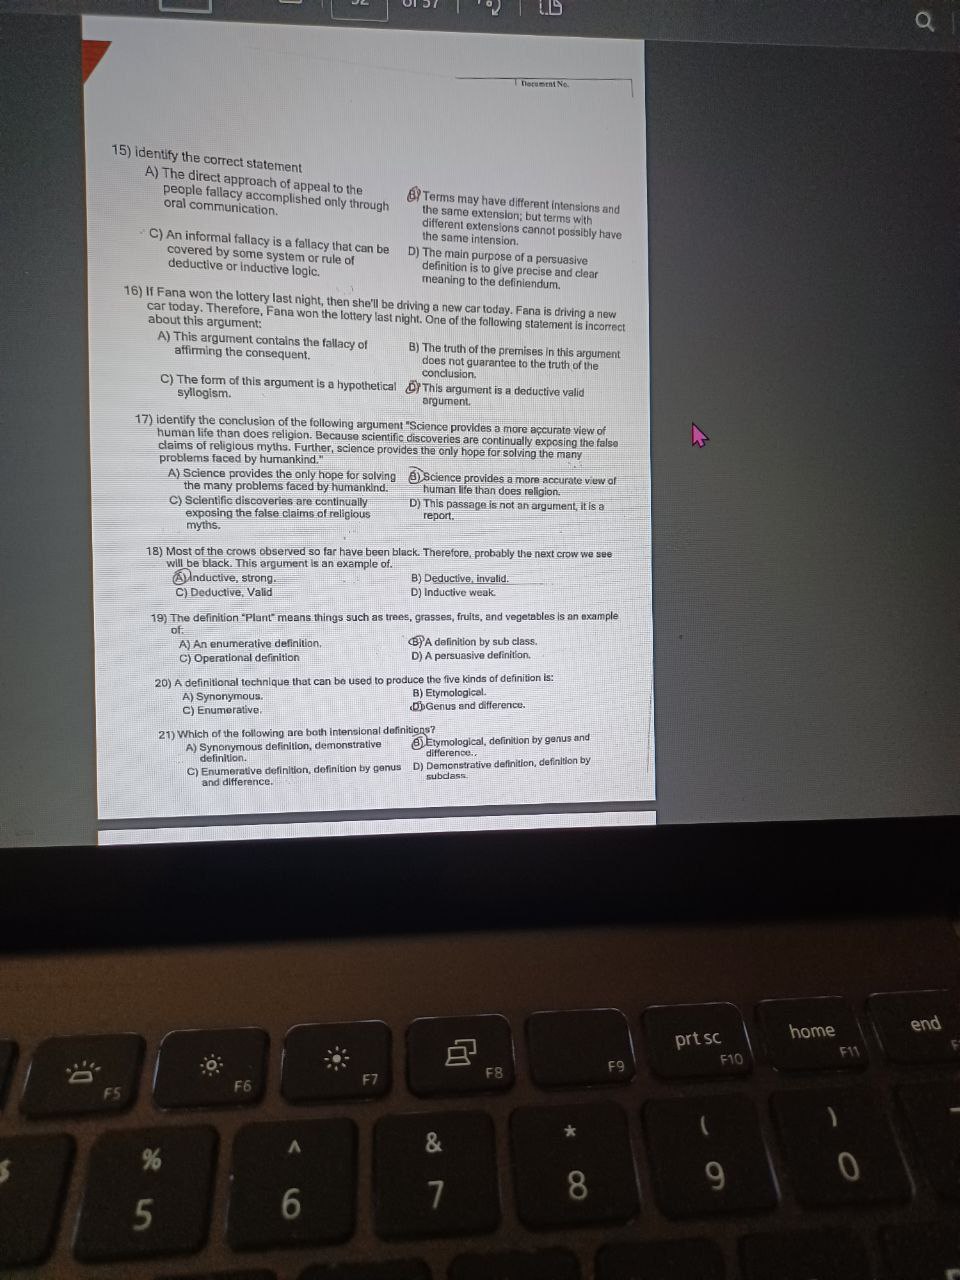 of 57
Document No.
15) identify the correct statement
A) The direct approach of appeal to the
people fallacy accomplished only through
oral communication.
B) Terms may have different intensions and
the same extension; but terms with
different extensions cannot possibly have
the same intension.
C) An informal fallacy is a fallacy that can be
covered by some system or rule of
deductive or inductive logic.
D) The main purpose of a persuasive
definition is to give precise and clear
meaning to the definiendum.
16) If Fana won the lottery last night, then she'll be driving a new car today. Fana is driving a new
car today. Therefore, Fana won the lottery last night. One of the following statement is incorrect
about this argument:
A) This argument contains the fallacy of
affirming the consequent.
B) The truth of the premises in this argument
does not guarantee to the truth of the
conclusion.
C) The form of this argument is a hypothetical
syllogism.
D) This argument is a deductive valid
argument.
17) identify the conclusion of the following argument "Science provides a more accurate view of
human life than does religion. Because scientific discoveries are continually exposing the false
claims of religious myths. Further, science provides the only hope for solving the many
problems faced by humankind."
A) Science provides the only hope for solving
the many problems faced by humankind.
B) Science provides a more accurate view of
human life than does religion.
C) Scientific discoveries are continually
exposing the false claims of religious
myths.
D) This passage is not an argument, it is a
report.
18) Most of the crows observed so far have been black. Therefore, probably the next crow we see
will be black. This argument is an example of.
A) Inductive, strong.
B) Deductive, invalid.
C) Deductive, Valid
D) Inductive weak.
19) The definition "Plant" means things such as trees, grasses, fruits, and vegetables is an example
of:
A) An enumerative definition.
B) A definition by sub class.
C) Operational definition
D) A persuasive definition.
20) A definitional technique that can be used to produce the five kinds of definition is:
A) Synonymous.
B) Etymological.
C) Enumerative.
D) Genus and difference.
21) Which of the following are both intensional definitions?
A) Synonymous definition, demonstrative
definition.
B) Etymological, definition by genus and
difference..
C) Enumerative definition, definition by genus
and difference.
D) Demonstrative definition, definition by
subclass.
F5
F6
F7
F8
F9
prt sc
F10
home
F11
end
$
% 5
^ 6
& 7
* 8
( 9
) 0